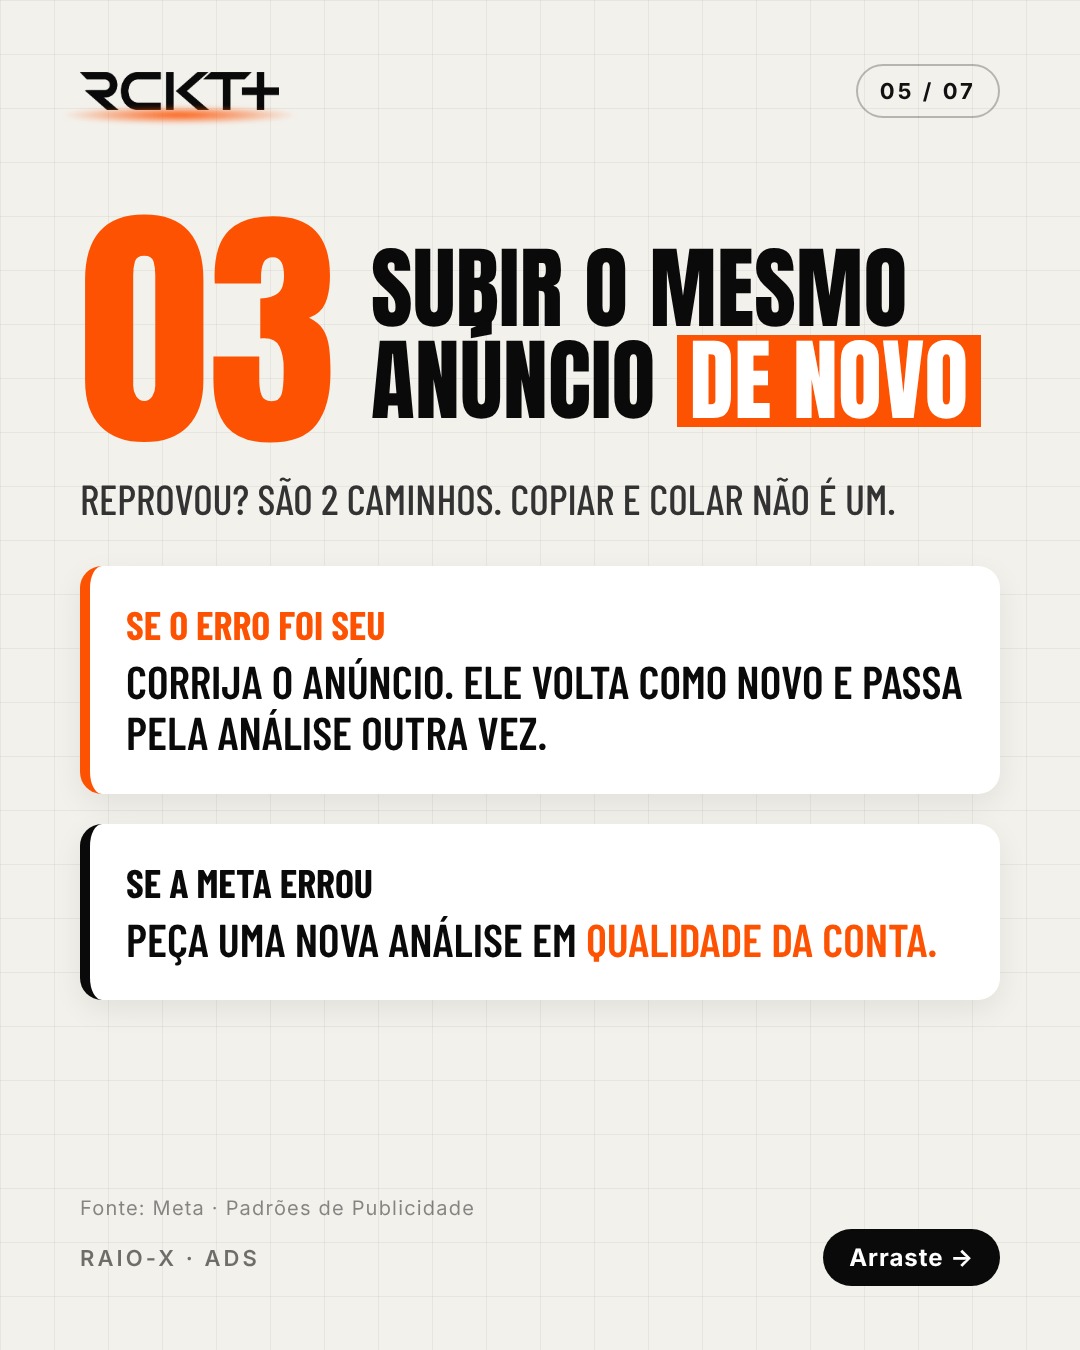 RCKT+
05 / 07
03
SUBIR O MESMO
ANÚNCIO DE NOVO
REPROVOU? SÃO 2 CAMINHOS. COPIAR E COLAR NÃO É UM.
SE O ERRO FOI SEU
CORRIJA O ANÚNCIO. ELE VOLTA COMO NOVO E PASSA
PELA ANÁLISE OUTRA VEZ.
SE A META ERROU
PEÇA UMA NOVA ANÁLISE EM QUALIDADE DA CONTA.
Fonte: Meta · Padrões de Publicidade
RAIO-X · ADS
Arraste →